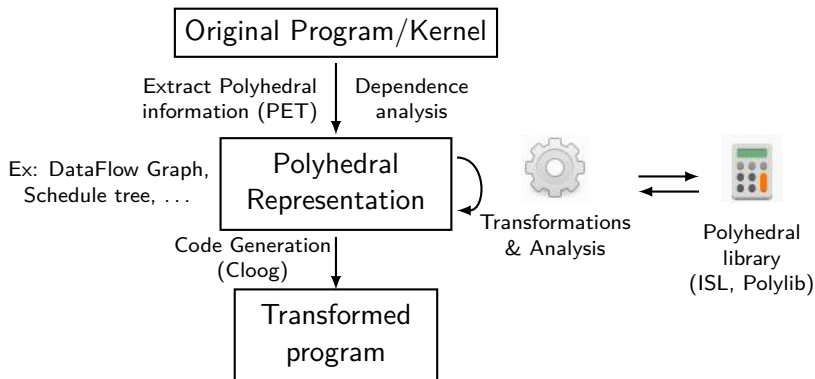 Original Program/Kernel
Extract Polyhedral
information (PET)
Dependence
analysis
Ex: DataFlow Graph,
Schedule tree, ...
Polyhedral
Representation
Transformations
& Analysis
Polyhedral
library
(ISL, Polylib)
Code Generation
(Cloog)
Transformed
program